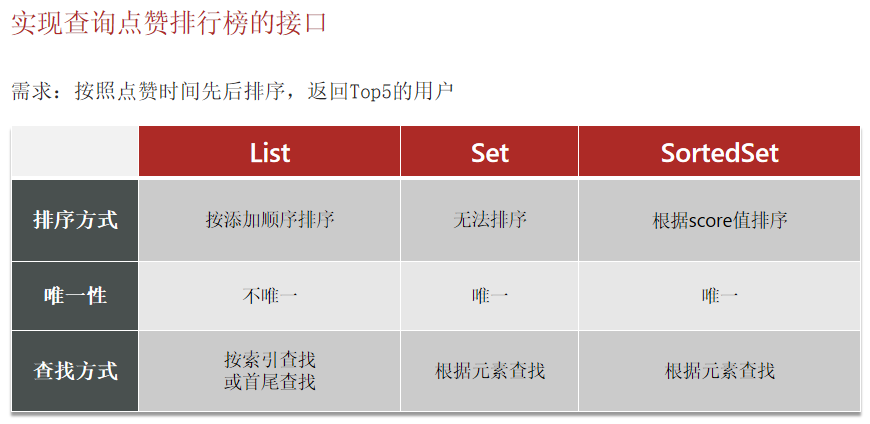 实现查询点赞排行榜的接口
需求：按照点赞时间先后排序，返回Top5的用户
List Set SortedSet
排序方式 按添加顺序排序 无法排序 根据score值排序
唯一性 不唯一 唯一 唯一
查找方式 按索引查找 根据元素查找 根据元素查找
或首尾查找